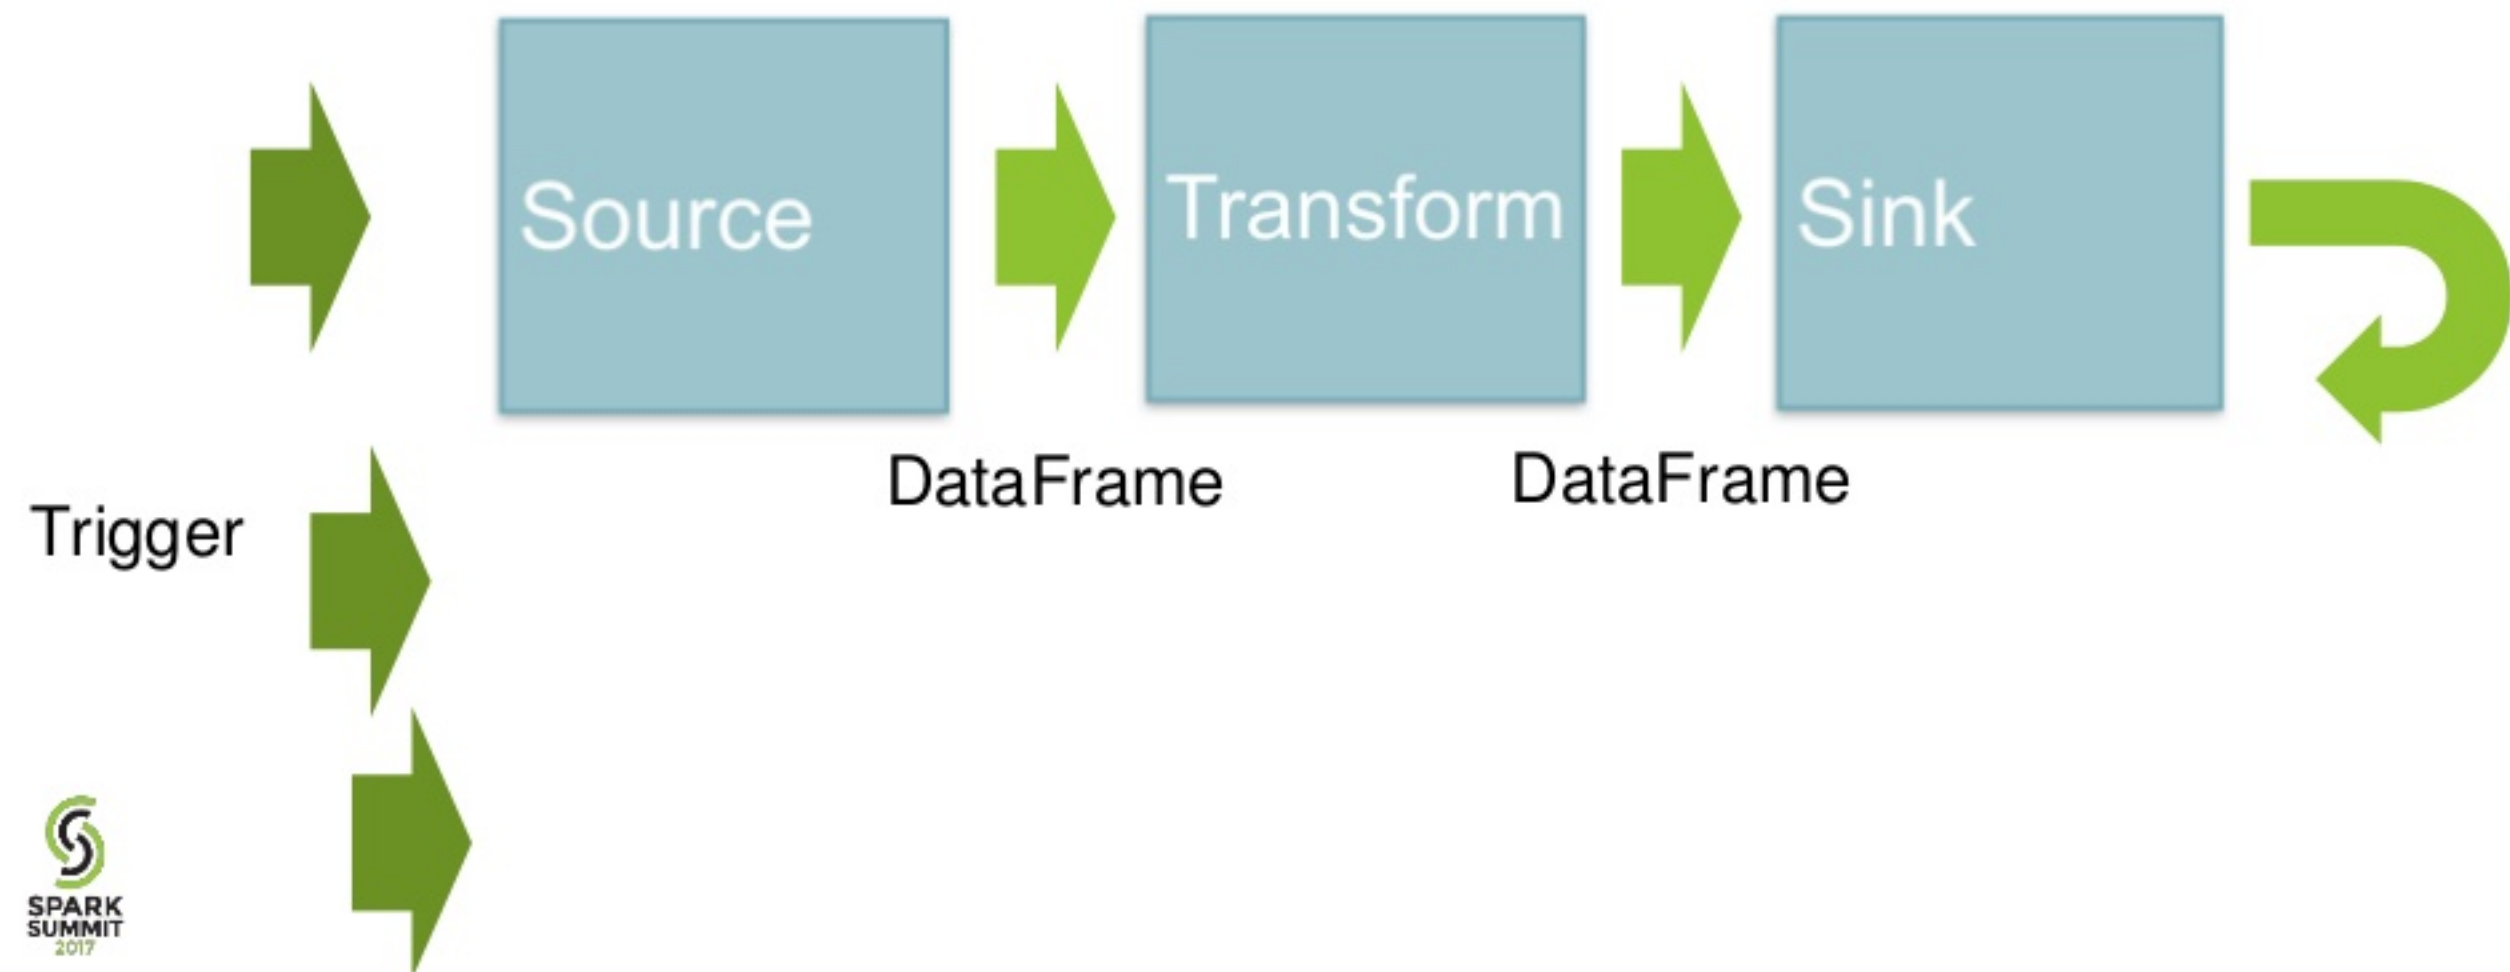 Source
Transform
Sink
DataFrame
DataFrame
Trigger
SPARK
SUMMIT
2017